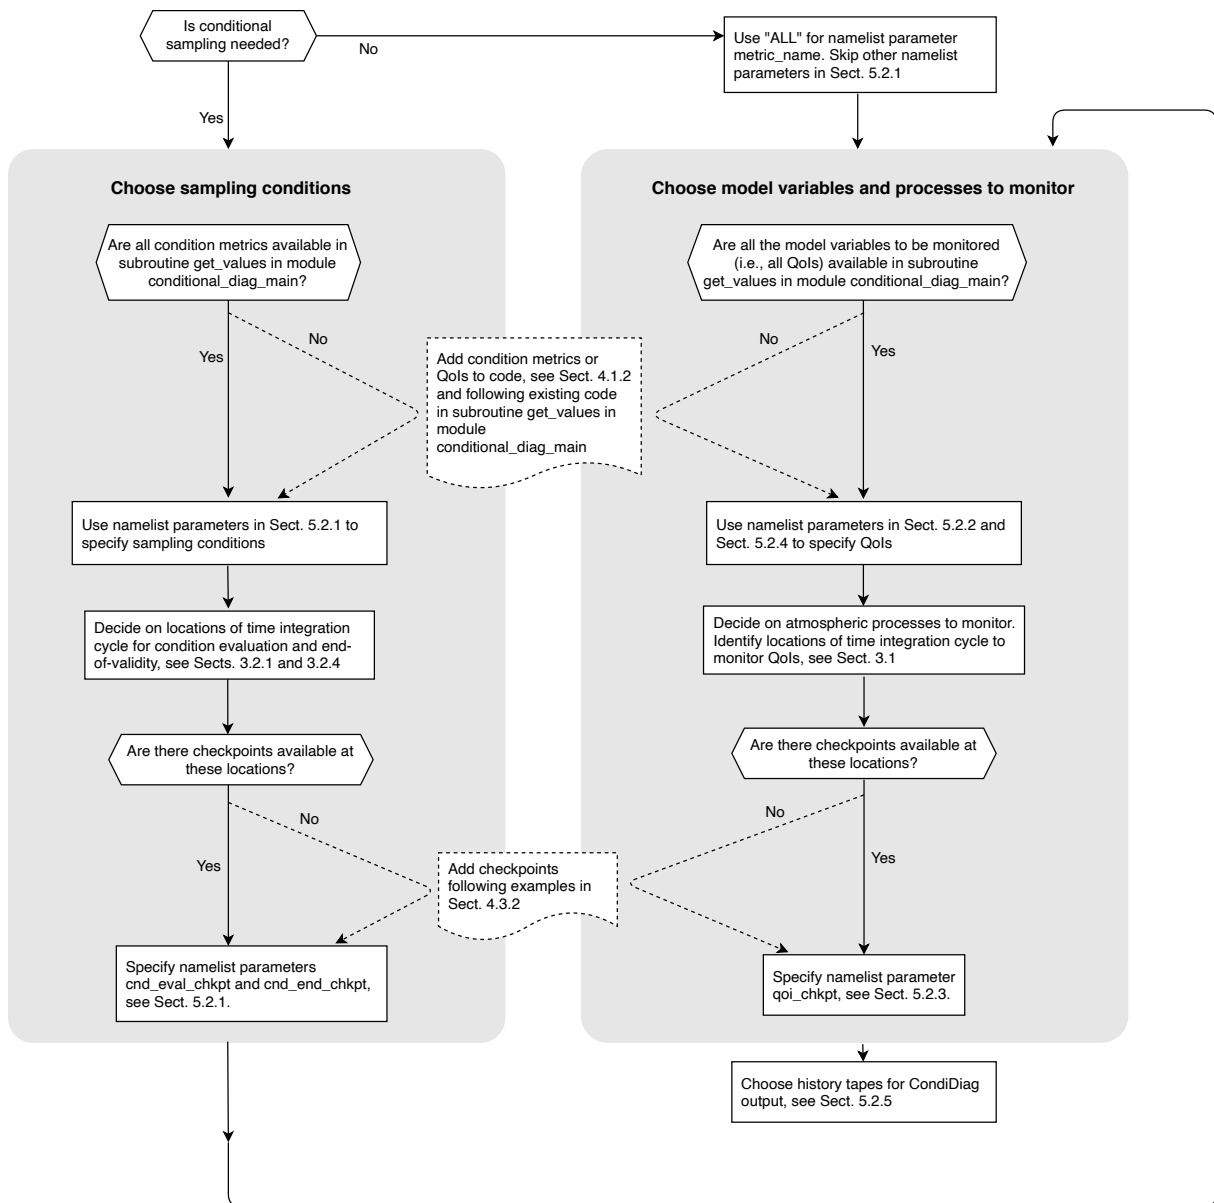 Is conditional
sampling needed?
No
Use "ALL" for namelist parameter
metric_name. Skip other namelist
parameters in Sect. 5.2.1
Yes
Choose sampling conditions
Are all condition metrics available in
subroutine get_values in module
conditional_diag_main?
No
Yes
Use namelist parameters in Sect. 5.2.1 to
specify sampling conditions
Decide on locations of time integration
cycle for condition evaluation and end-
of-validity, see Sects. 3.2.1 and 3.2.4
Are there checkpoints available at
these locations?
No
Yes
Specify namelist parameters
cnd_eval_chkpt and cnd_end_chkpt,
see Sect. 5.2.1.
Add condition metrics or
QoIs to code, see Sect. 4.1.2
and following existing code
in subroutine get_values in
module
conditional_diag_main
Add checkpoints
following examples in
Sect. 4.3.2
Choose model variables and processes to monitor
Are all the model variables to be monitored
(i.e., all QoIs) available in subroutine
get_values in module conditional_diag_main?
No
Yes
Use namelist parameters in Sect. 5.2.2 and
Sect. 5.2.4 to specify QoIs
Decide on atmospheric processes to monitor.
Identify locations of time integration cycle to
monitor QoIs, see Sect. 3.1
Are there checkpoints available at
these locations?
No
Yes
Specify namelist parameter
qoi_chkpt, see Sect. 5.2.3.
Choose history tapes for CondiDiag
output, see Sect. 5.2.5